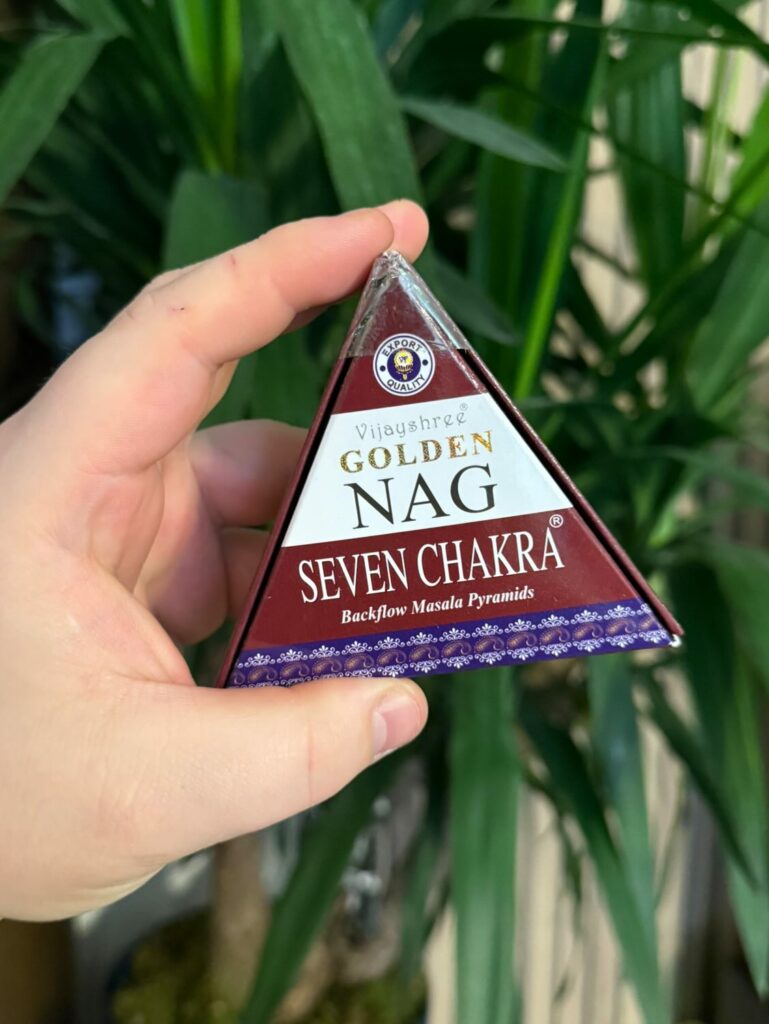 EXPORT
QUALITY
Vijayshree®
GOLDEN
NAG
SEVEN CHAKRA®
Backflow Masala Pyramids